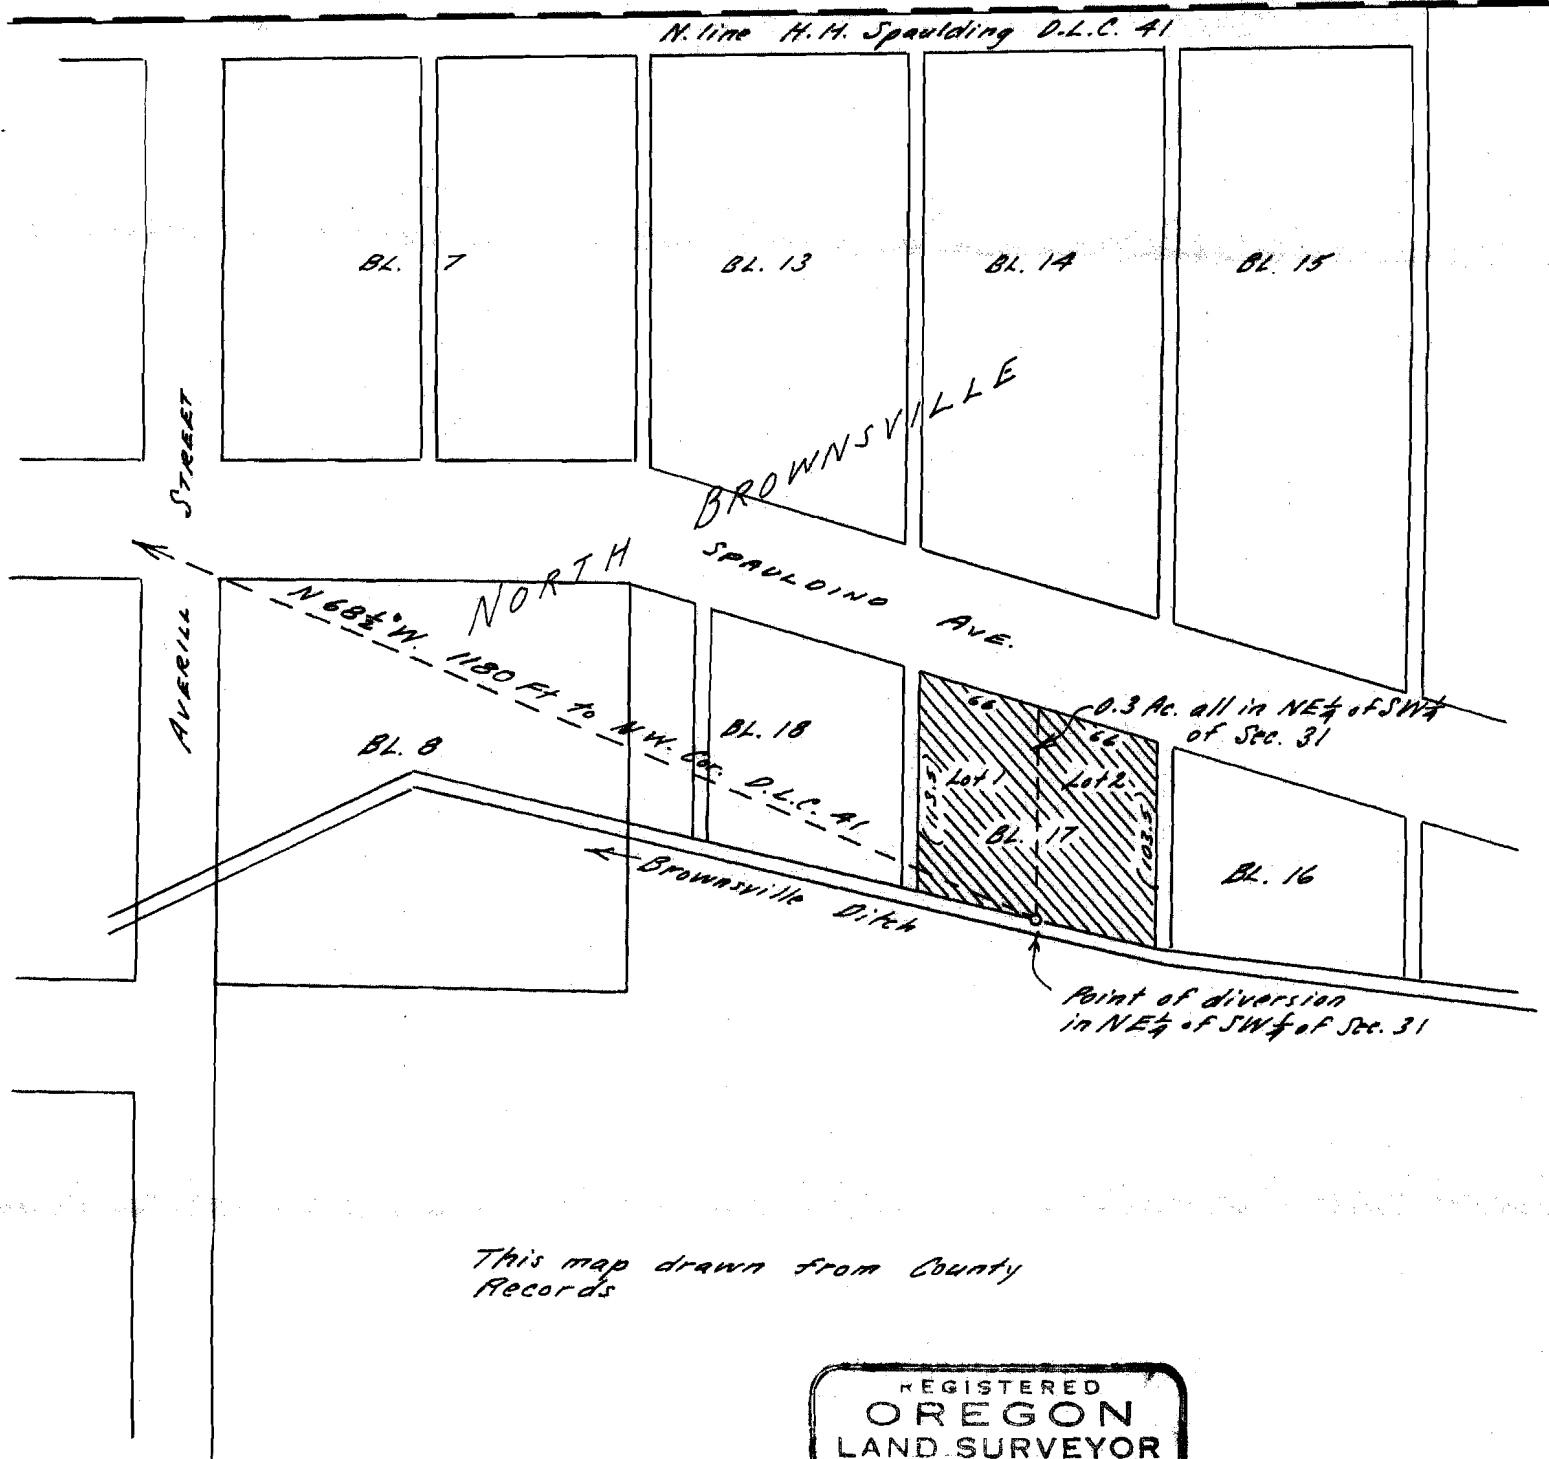 N. line H.H. Spaulding D.L.C. 41
BL. 7
BL. 13
BL. 14
BL. 15
AVERILL STREET
NORTH BROWNSVILLE
SPAULDING AVE.
N 68½° W. 1180 Ft to N.W. Cor. D.L.C. 41
BL. 8
BL. 18
66
66
0.3 Ac. all in NE¼ of SW¼
of Sec. 31
Lot 1
Lot 2
(113.5)
(103.5)
BL. 17
BL. 16
Brownsville Ditch
Point of diversion
in NE¼ of SW¼ of Sec. 31
This map drawn from County
Records
REGISTERED
OREGON
LAND SURVEYOR